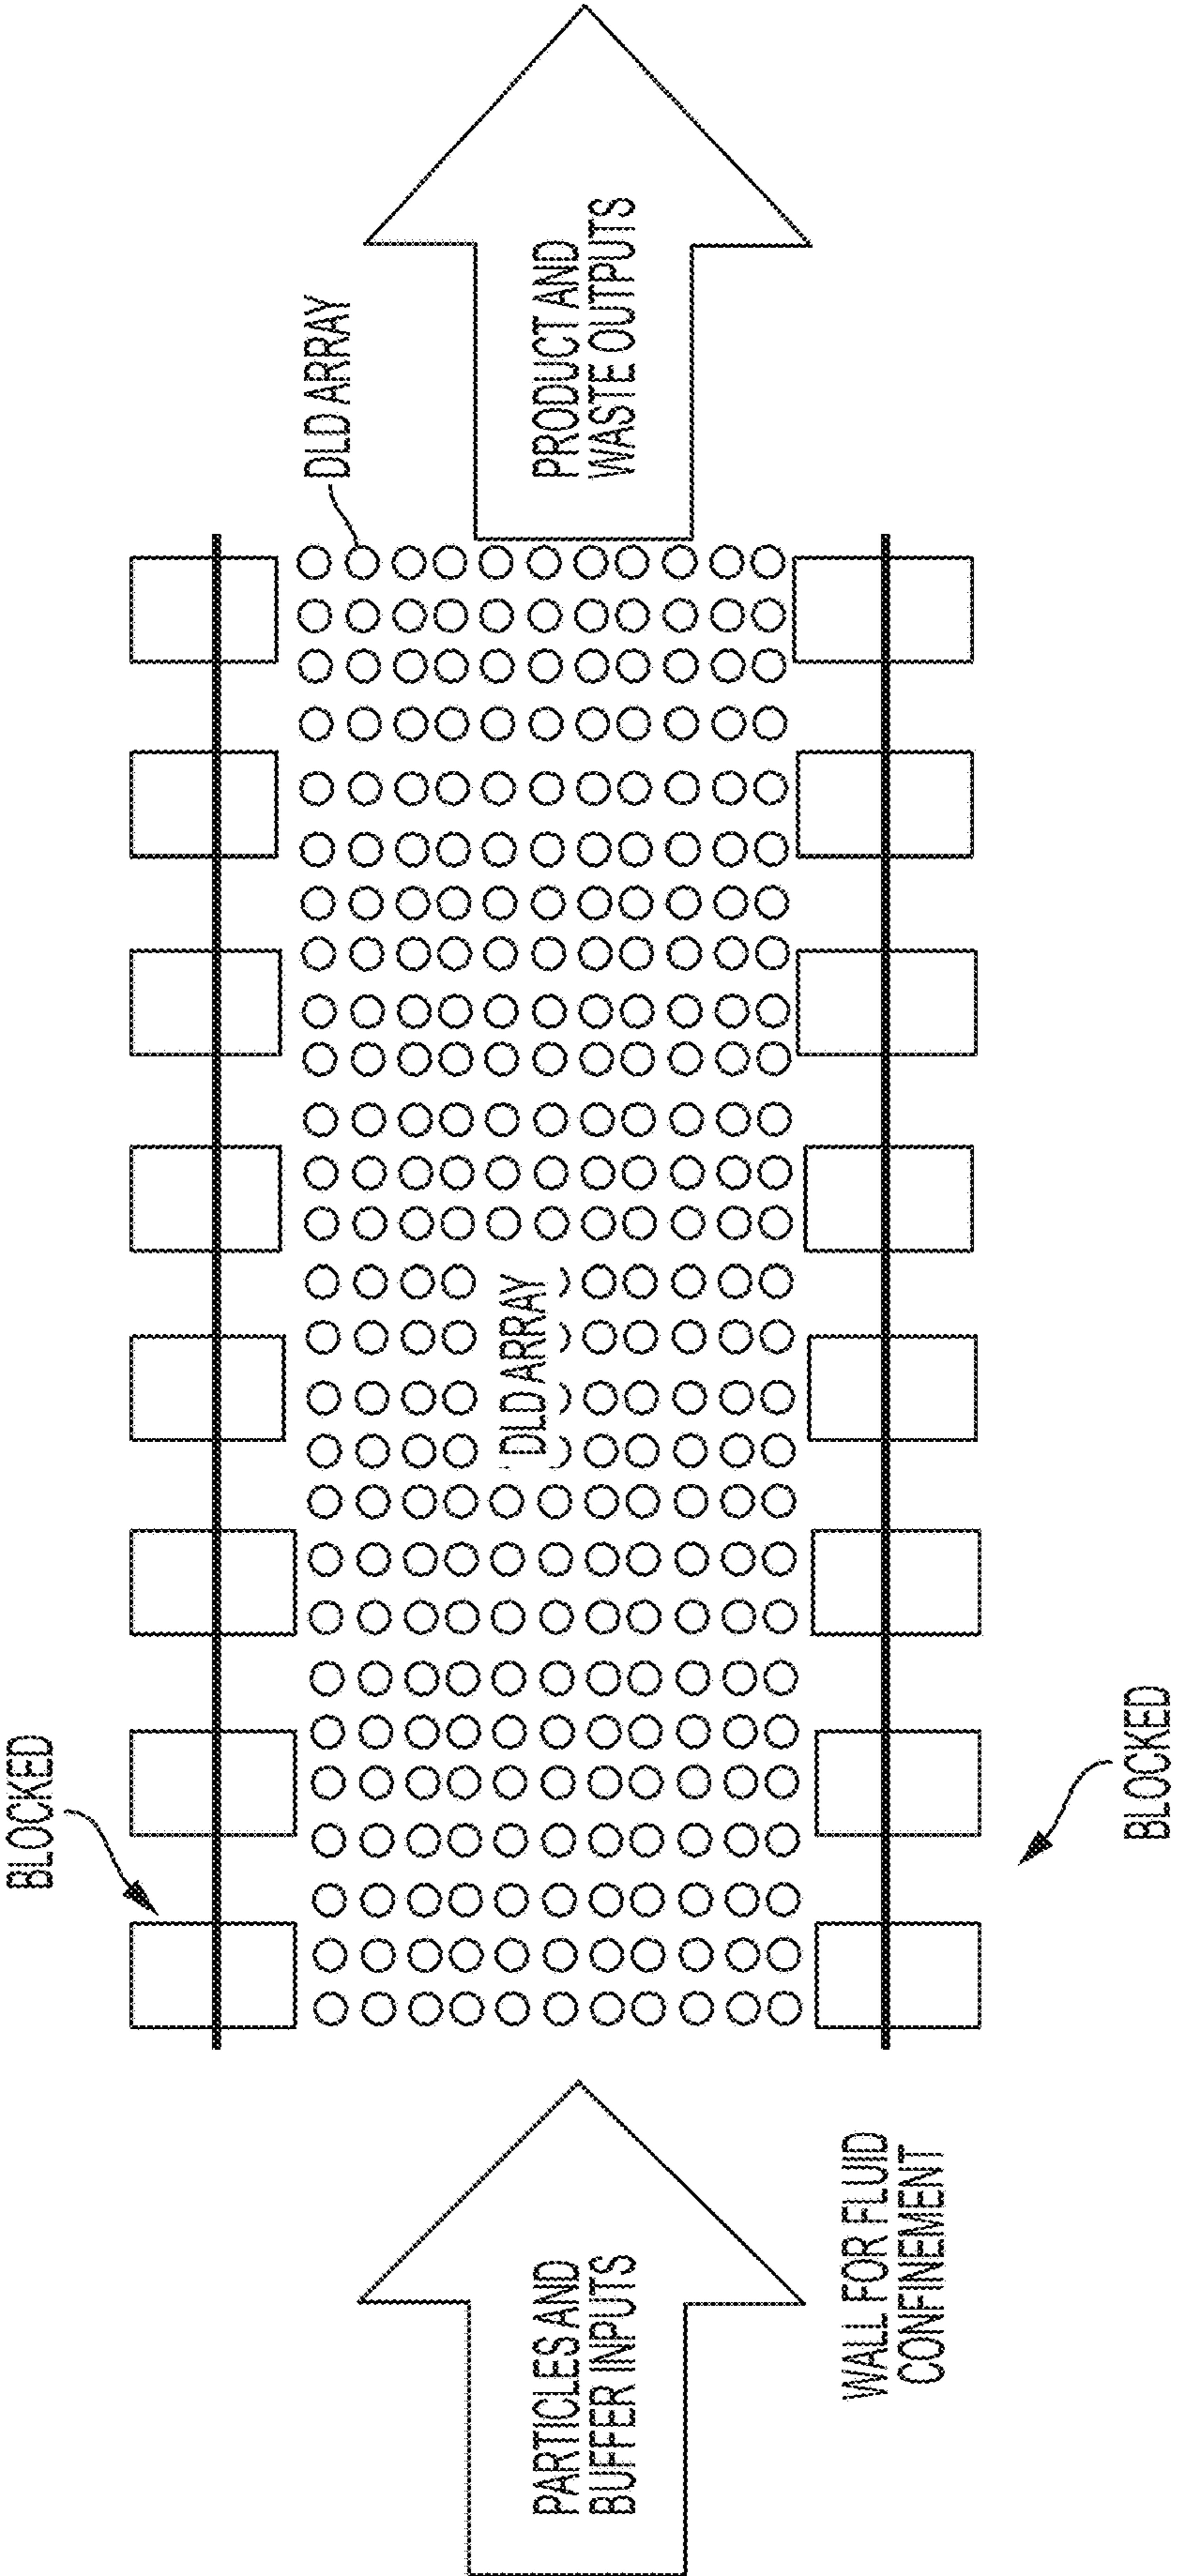 BLOCKED
PARTICLES AND
BUFFER INPUTS
DLD ARRAY
DLD ARRAY
PRODUCT AND
WASTE OUTPUTS
WALL FOR FLUID
CONFINEMENT
BLOCKED